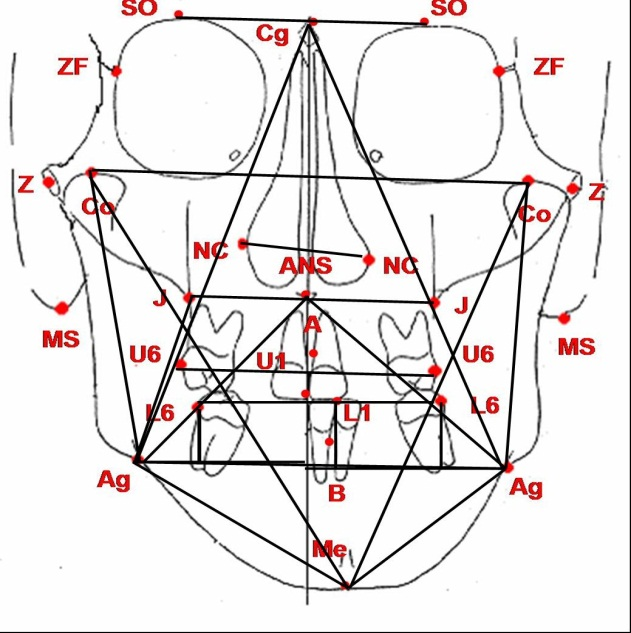 SO SO
Cg
ZF ZF
Z Z
Co Co
NC ANS NC
J J
A
MS MS
U6 U1 U6
L6 L1 L6
Ag B Ag
Me